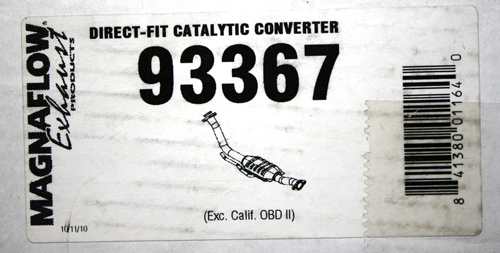 MAGNAFLOW
Exhaust
PRODUCTS
10/11/10
DIRECT-FIT CATALYTIC CONVERTER
93367
(Exc. Calif. OBD II)
8 41380 01164 0